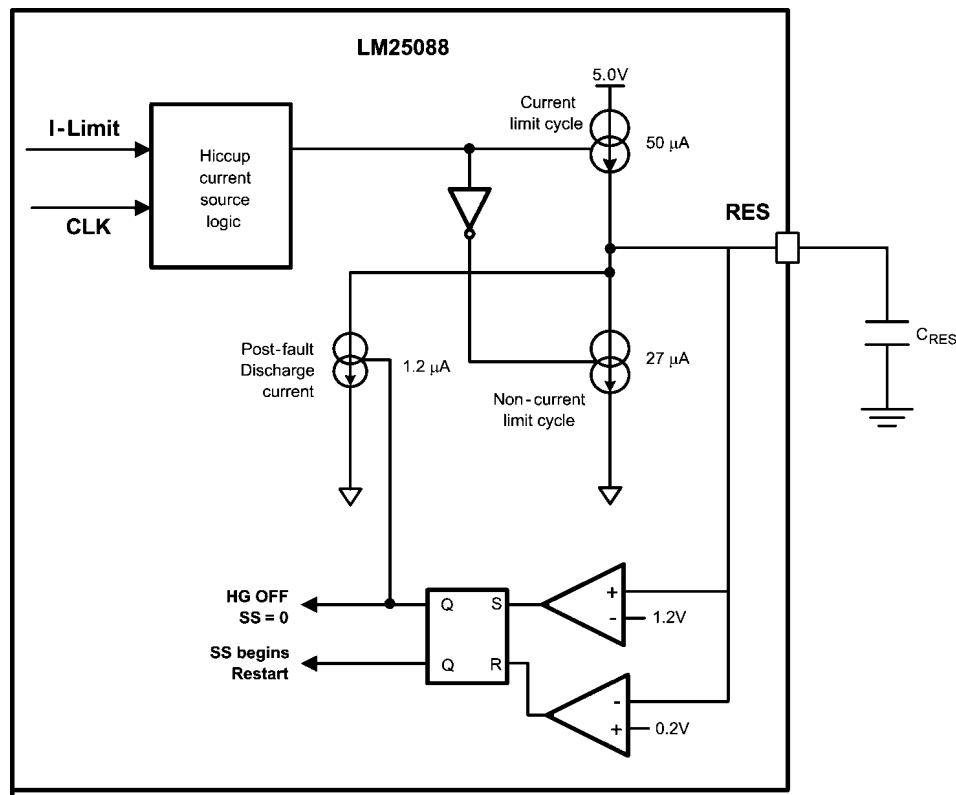 LM25088
5.0V
Current
limit cycle
50 µA
I-Limit
CLK
Hiccup
current
source
logic
RES
C_RES
Post-fault
Discharge
current
1.2 µA
27 µA
Non-current
limit cycle
HG OFF
SS = 0
Q
S
+
-
1.2V
SS begins
Restart
Q
R
-
+
0.2V